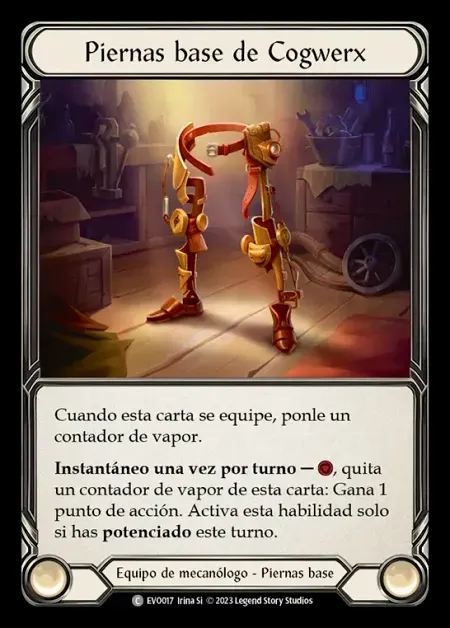 Piernas base de Cogwerx
Cuando esta carta se equipe, ponle un
contador de vapor.
Instantáneo una vez por turno — , quita
un contador de vapor de esta carta: Gana 1
punto de acción. Activa esta habilidad solo
si has potenciado este turno.
Equipo de mecanólogo - Piernas base
C EVO017 Irina Si © 2023 Legend Story Studios